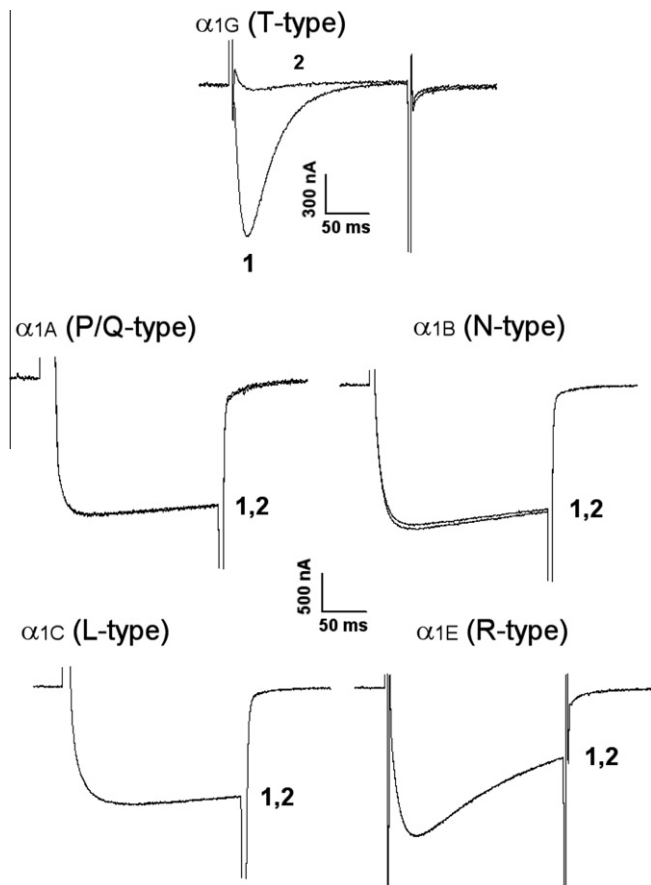 α1G (T-type)
2
300 nA
50 ms
1
α1A (P/Q-type)
α1B (N-type)
1,2
1,2
500 nA
50 ms
α1C (L-type)
α1E (R-type)
1,2
1,2